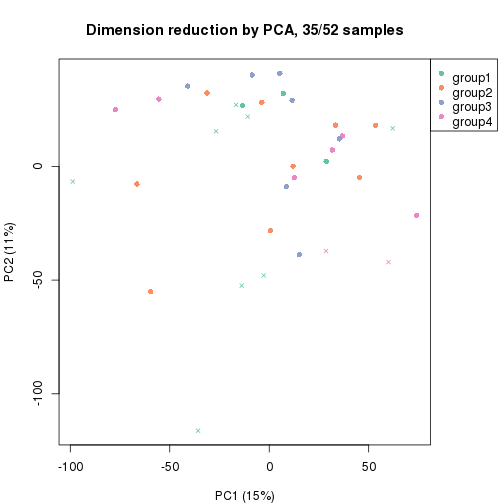 Dimension reduction by PCA, 35/52 samples
group1
group2
group3
group4
0
-50
-100
PC2 (11%)
-100
-50
0
50
PC1 (15%)